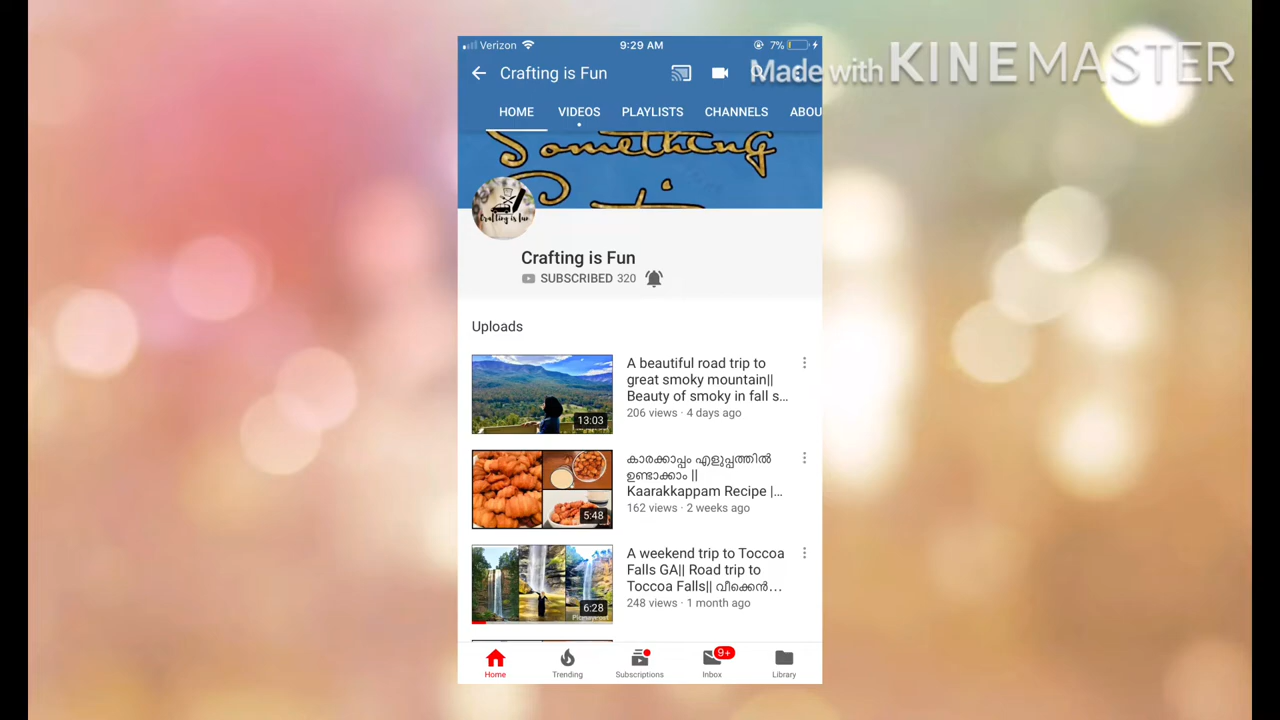 Verizon 9:29 AM 7%
Crafting is Fun
Made with KINEMASTER
HOME VIDEOS PLAYLISTS CHANNELS ABOU
Something
Crafting is fun
Crafting is Fun
SUBSCRIBED 320
Uploads
A beautiful road trip to
great smoky mountain||
Beauty of smoky in fall s...
206 views · 4 days ago
13:03
കാരക്കാപ്പം എളുപ്പത്തിൽ
ഉണ്ടാക്കാം ||
Kaarakkappam Recipe |...
162 views · 2 weeks ago
5:48
A weekend trip to Toccoa
Falls GA|| Road trip to
Toccoa Falls|| വീക്കെൻ...
248 views · 1 month ago
6:28
9+
Home Trending Subscriptions Inbox Library